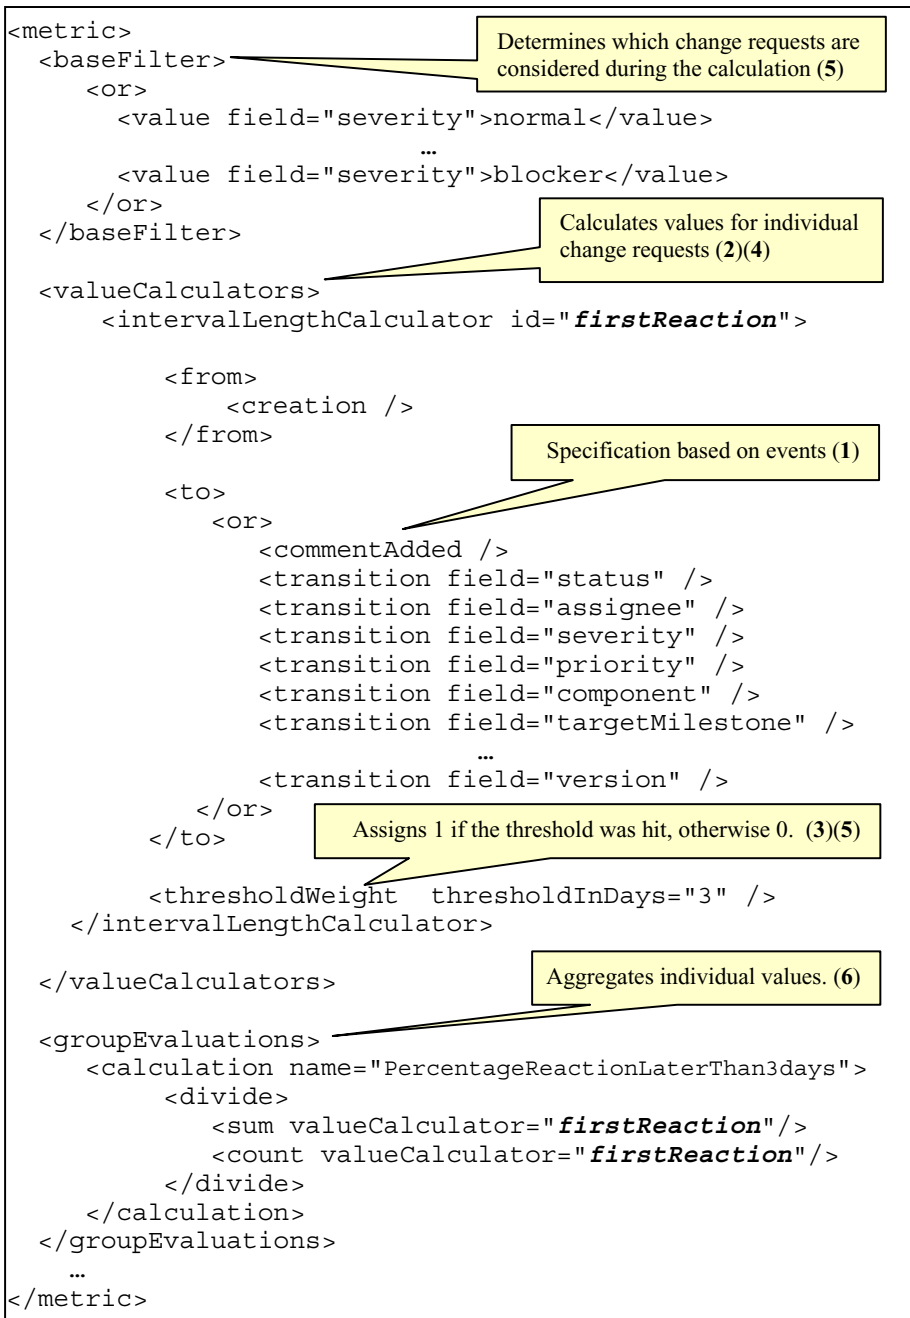 <metric>
<baseFilter>
Determines which change requests are
considered during the calculation (5)
<or>
<value field="severity">normal</value>
…
<value field="severity">blocker</value>
</or>
</baseFilter>
Calculates values for individual
change requests (2)(4)
<valueCalculators>
<intervalLengthCalculator id="firstReaction">
<from>
<creation />
</from>
Specification based on events (1)
<to>
<or>
<commentAdded />
<transition field="status" />
<transition field="assignee" />
<transition field="severity" />
<transition field="priority" />
<transition field="component" />
<transition field="targetMilestone" />
…
<transition field="version" />
</or>
</to>
Assigns 1 if the threshold was hit, otherwise 0. (3)(5)
<thresholdWeight thresholdInDays="3" />
</intervalLengthCalculator>
</valueCalculators>
Aggregates individual values. (6)
<groupEvaluations>
<calculation name="PercentageReactionLaterThan3days">
<divide>
<sum valueCalculator="firstReaction"/>
<count valueCalculator="firstReaction"/>
</divide>
</calculation>
</groupEvaluations>
…
</metric>